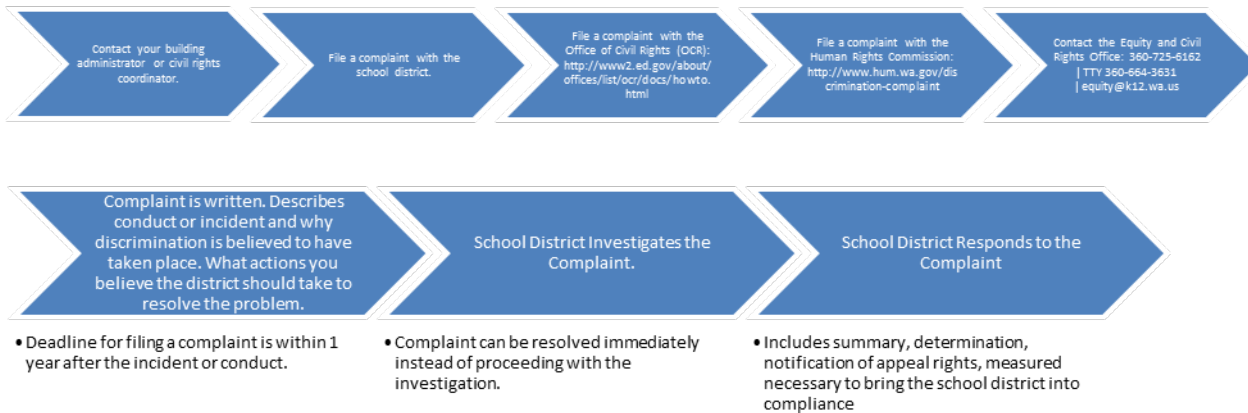 Contact your building
administrator or civil rights
coordinator.
File a complaint with the
school district.
File a complaint with the
Office of Civil Rights (OCR):
http://www2.ed.gov/about/
offices/list/ocr/docs/howto.
html
File a complaint with the
Human Rights Commission:
http://www.hum.wa.gov/dis
crimination-complaint
Contact the Equity and Civil
Rights Office: 360-725-6162
| TTY 360-664-3631
| equity@k12.wa.us
Complaint is written. Describes
conduct or incident and why
discrimination is believed to have
taken place. What actions you
believe the district should take to
resolve the problem.
School District Investigates the
Complaint.
School District Responds to the
Complaint
• Deadline for filing a complaint is within 1
year after the incident or conduct.
• Complaint can be resolved immediately
instead of proceeding with the
investigation.
• Includes summary, determination,
notification of appeal rights, measured
necessary to bring the school district into
compliance